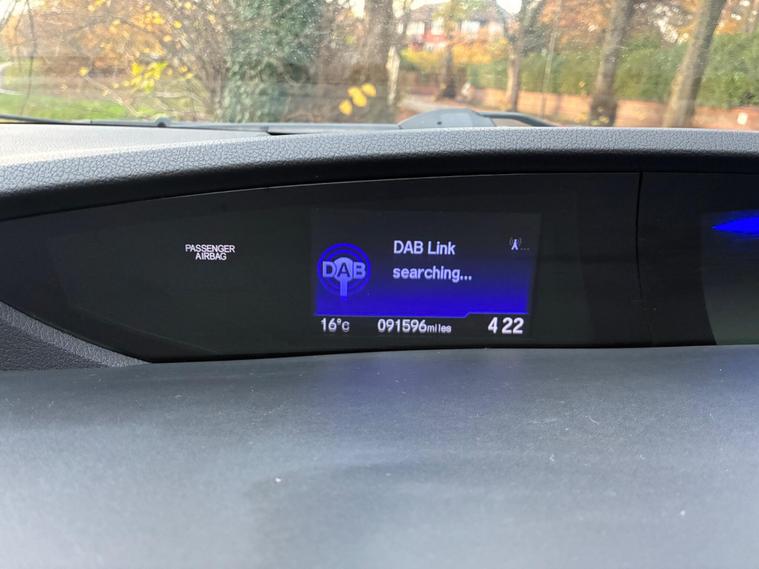 PASSENGER
AIRBAG
DAB
DAB Link
searching...
16°C 091596miles 4 22